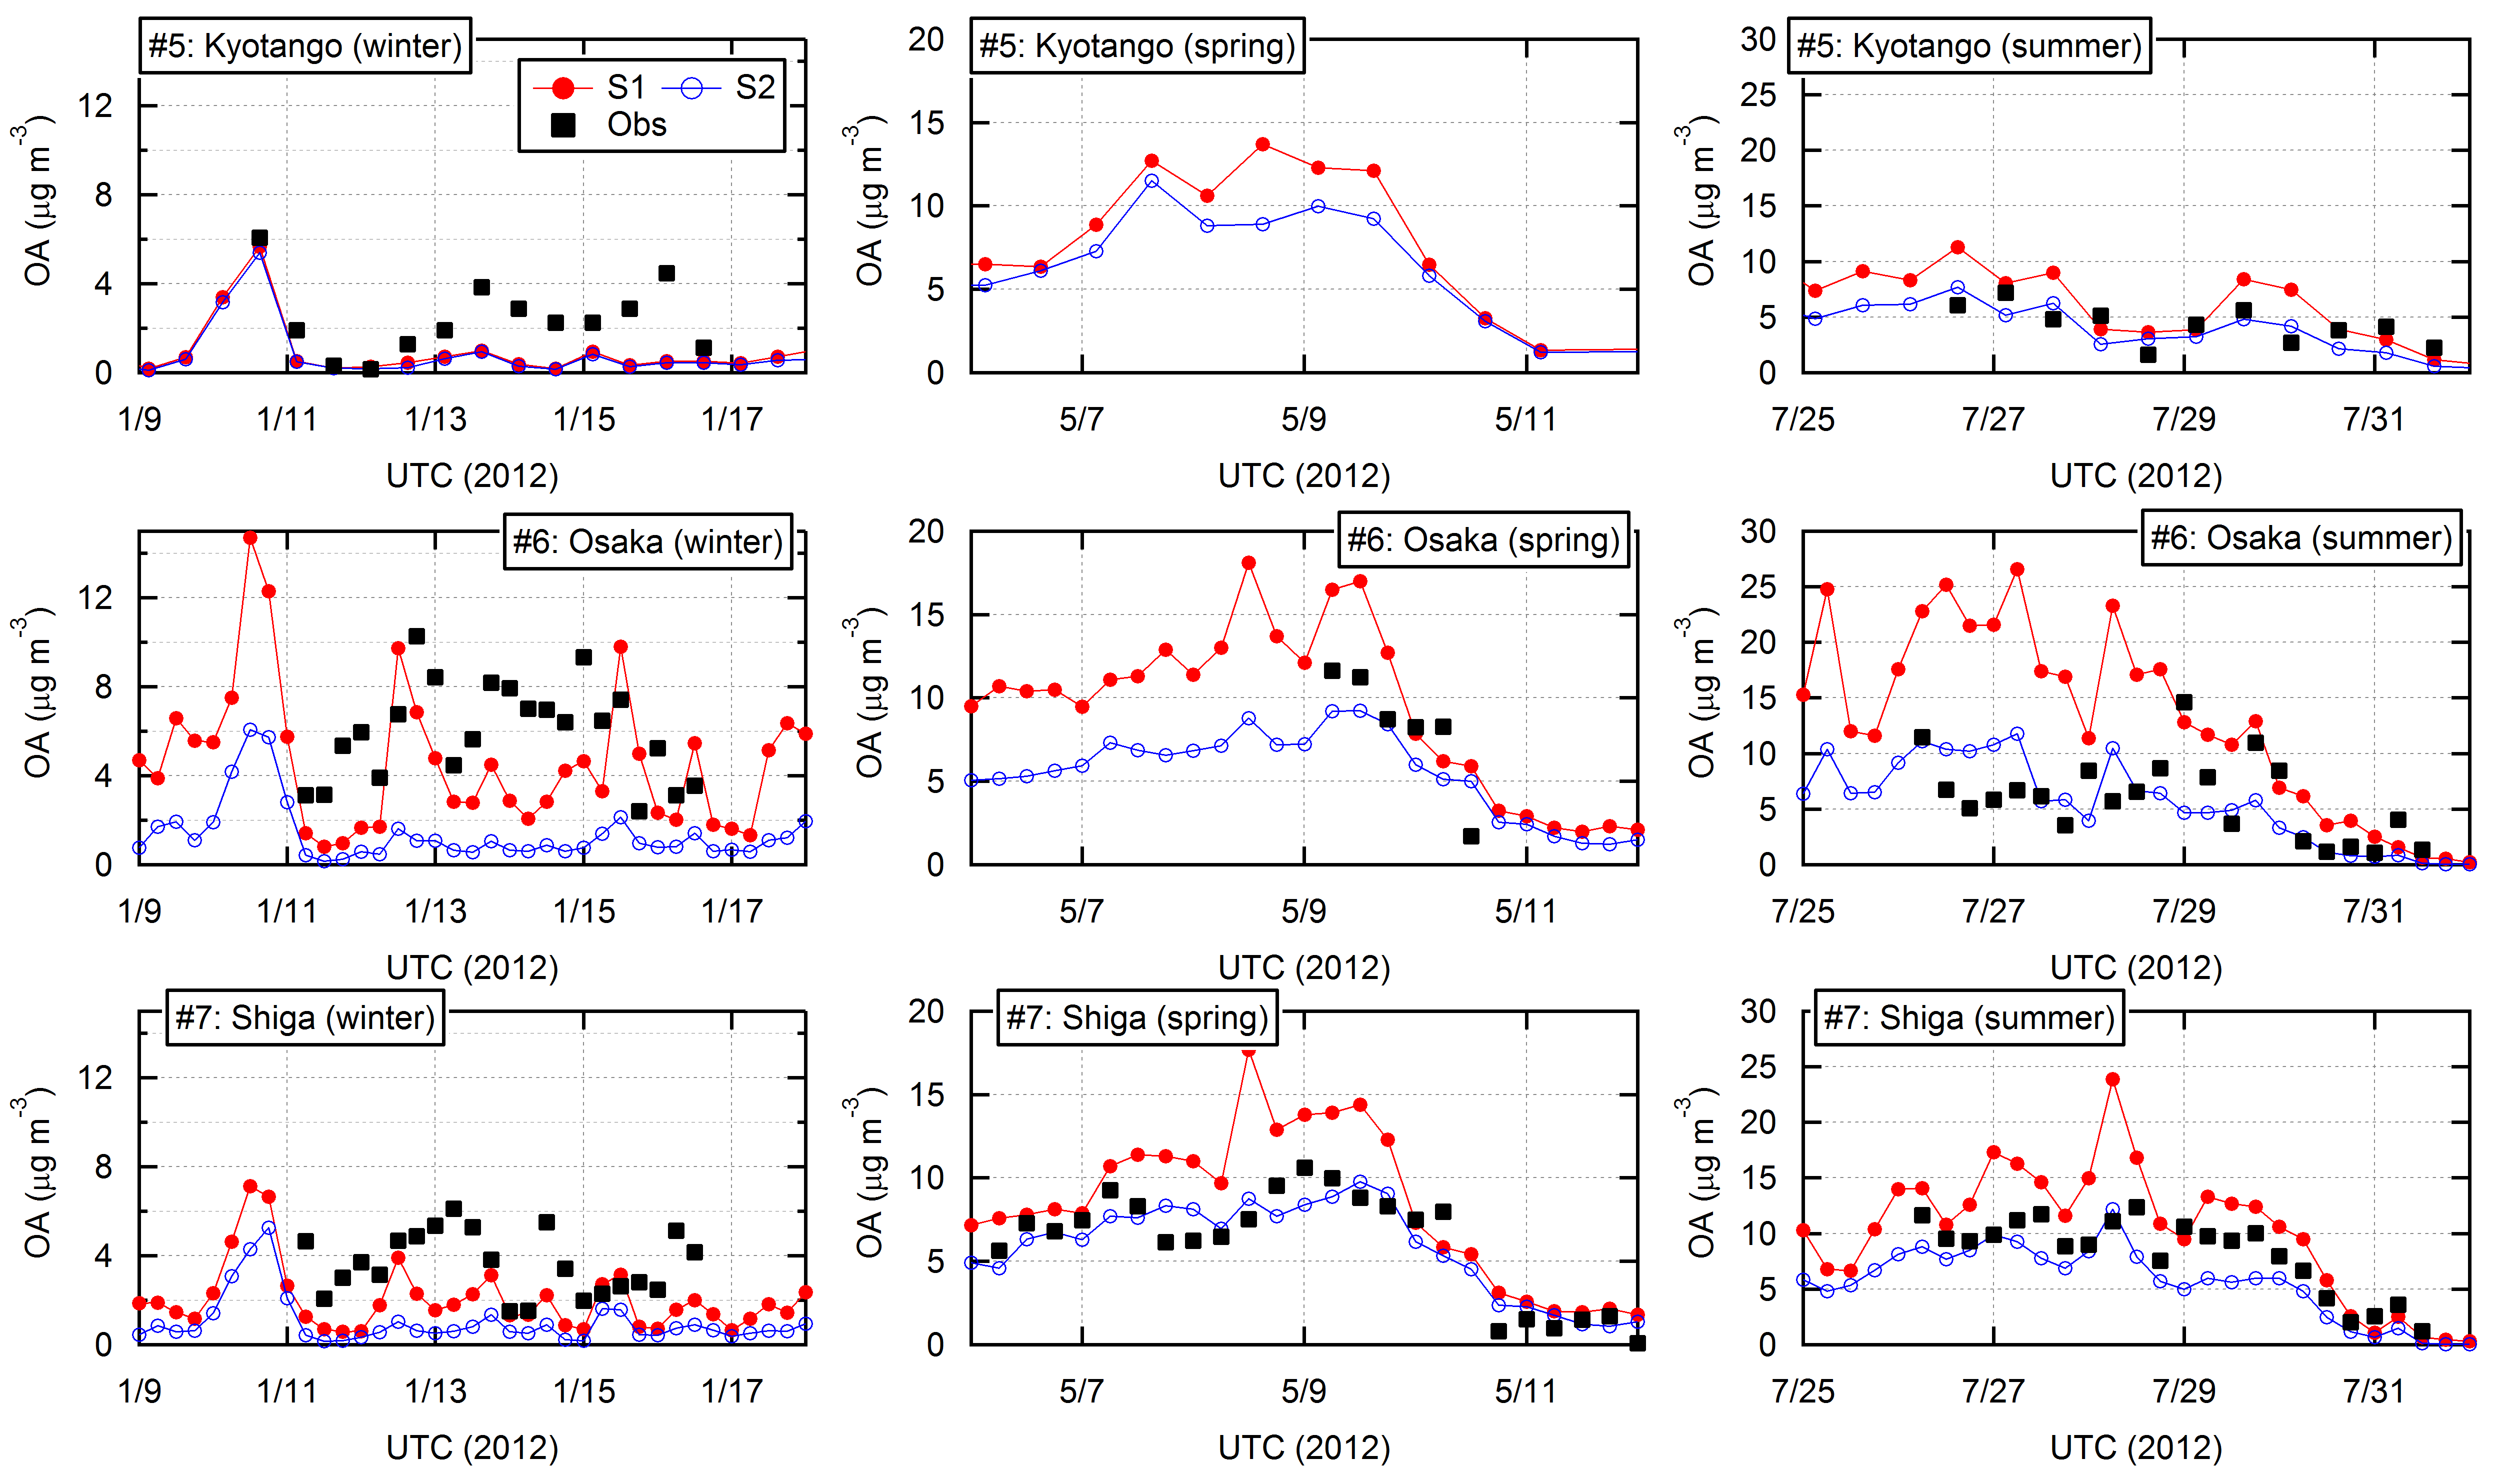 #5: Kyotango (winter)
S1
S2
Obs
OA (μg m-3)
12
8
4
0
1/9
1/11
1/13
1/15
1/17
UTC (2012)
#5: Kyotango (spring)
OA (μg m-3)
20
15
10
5
0
5/7
5/9
5/11
UTC (2012)
#5: Kyotango (summer)
OA (μg m-3)
30
25
20
15
10
5
0
7/25
7/27
7/29
7/31
UTC (2012)
#6: Osaka (winter)
OA (μg m-3)
12
8
4
0
1/9
1/11
1/13
1/15
1/17
UTC (2012)
#6: Osaka (spring)
OA (μg m-3)
20
15
10
5
0
5/7
5/9
5/11
UTC (2012)
#6: Osaka (summer)
OA (μg m-3)
30
25
20
15
10
5
0
7/25
7/27
7/29
7/31
UTC (2012)
#7: Shiga (winter)
OA (μg m-3)
12
8
4
0
1/9
1/11
1/13
1/15
1/17
UTC (2012)
#7: Shiga (spring)
OA (μg m-3)
20
15
10
5
0
5/7
5/9
5/11
UTC (2012)
#7: Shiga (summer)
OA (μg m-3)
30
25
20
15
10
5
0
7/25
7/27
7/29
7/31
UTC (2012)